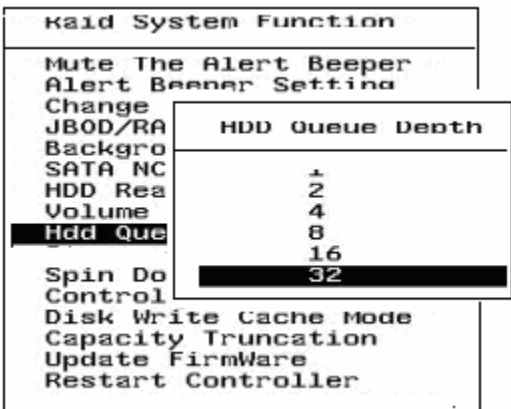 Raid System Function
Mute The Alert Beeper
Alert Beeper Setting
Change
JBOD/RA
Backgro
SATA NC
HDD Rea
Volume
Hdd Que
Spin Do
Control
Disk Write Cache Mode
Capacity Truncation
Update FirmWare
Restart Controller
HDD Queue Depth
1
2
4
8
16
32